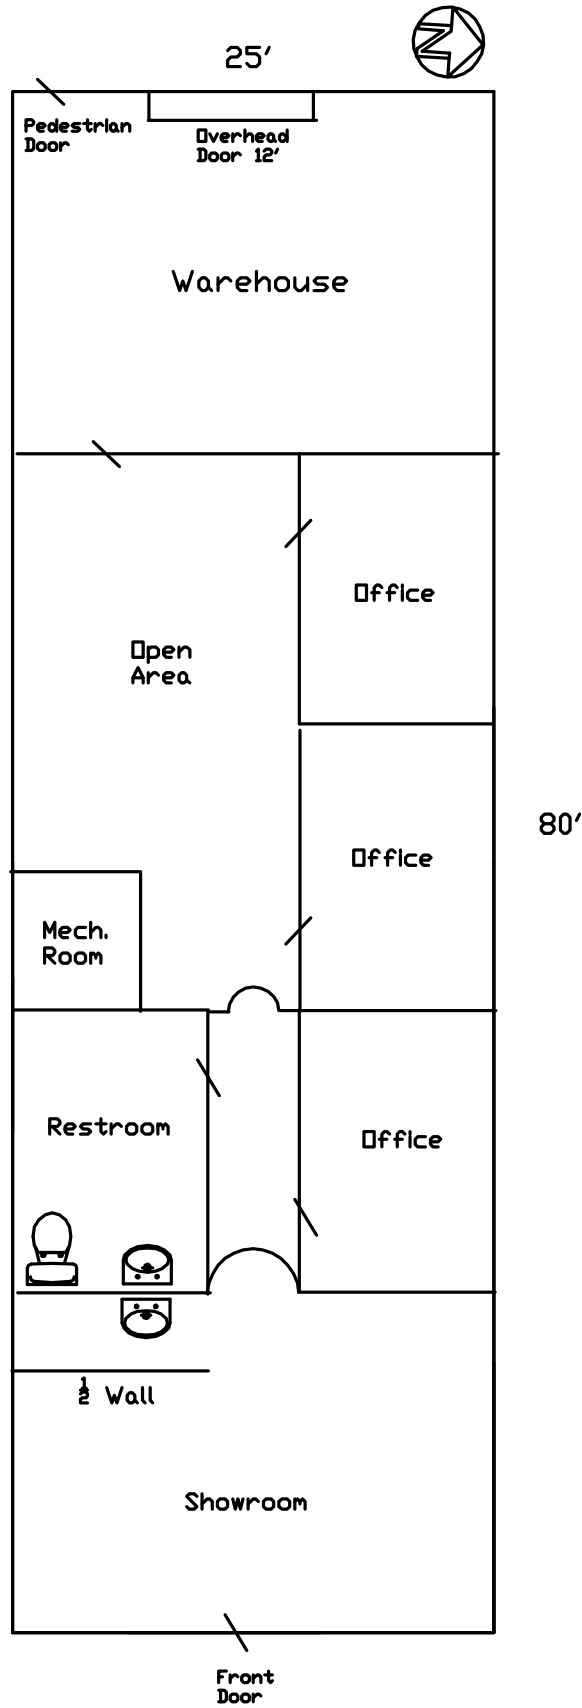 25'
N
Pedestrian
Door
Overhead
Door 12'
Warehouse
Office
Open
Area
80'
Office
Mech.
Room
Restroom
Office
1/2 Wall
Showroom
Front
Door